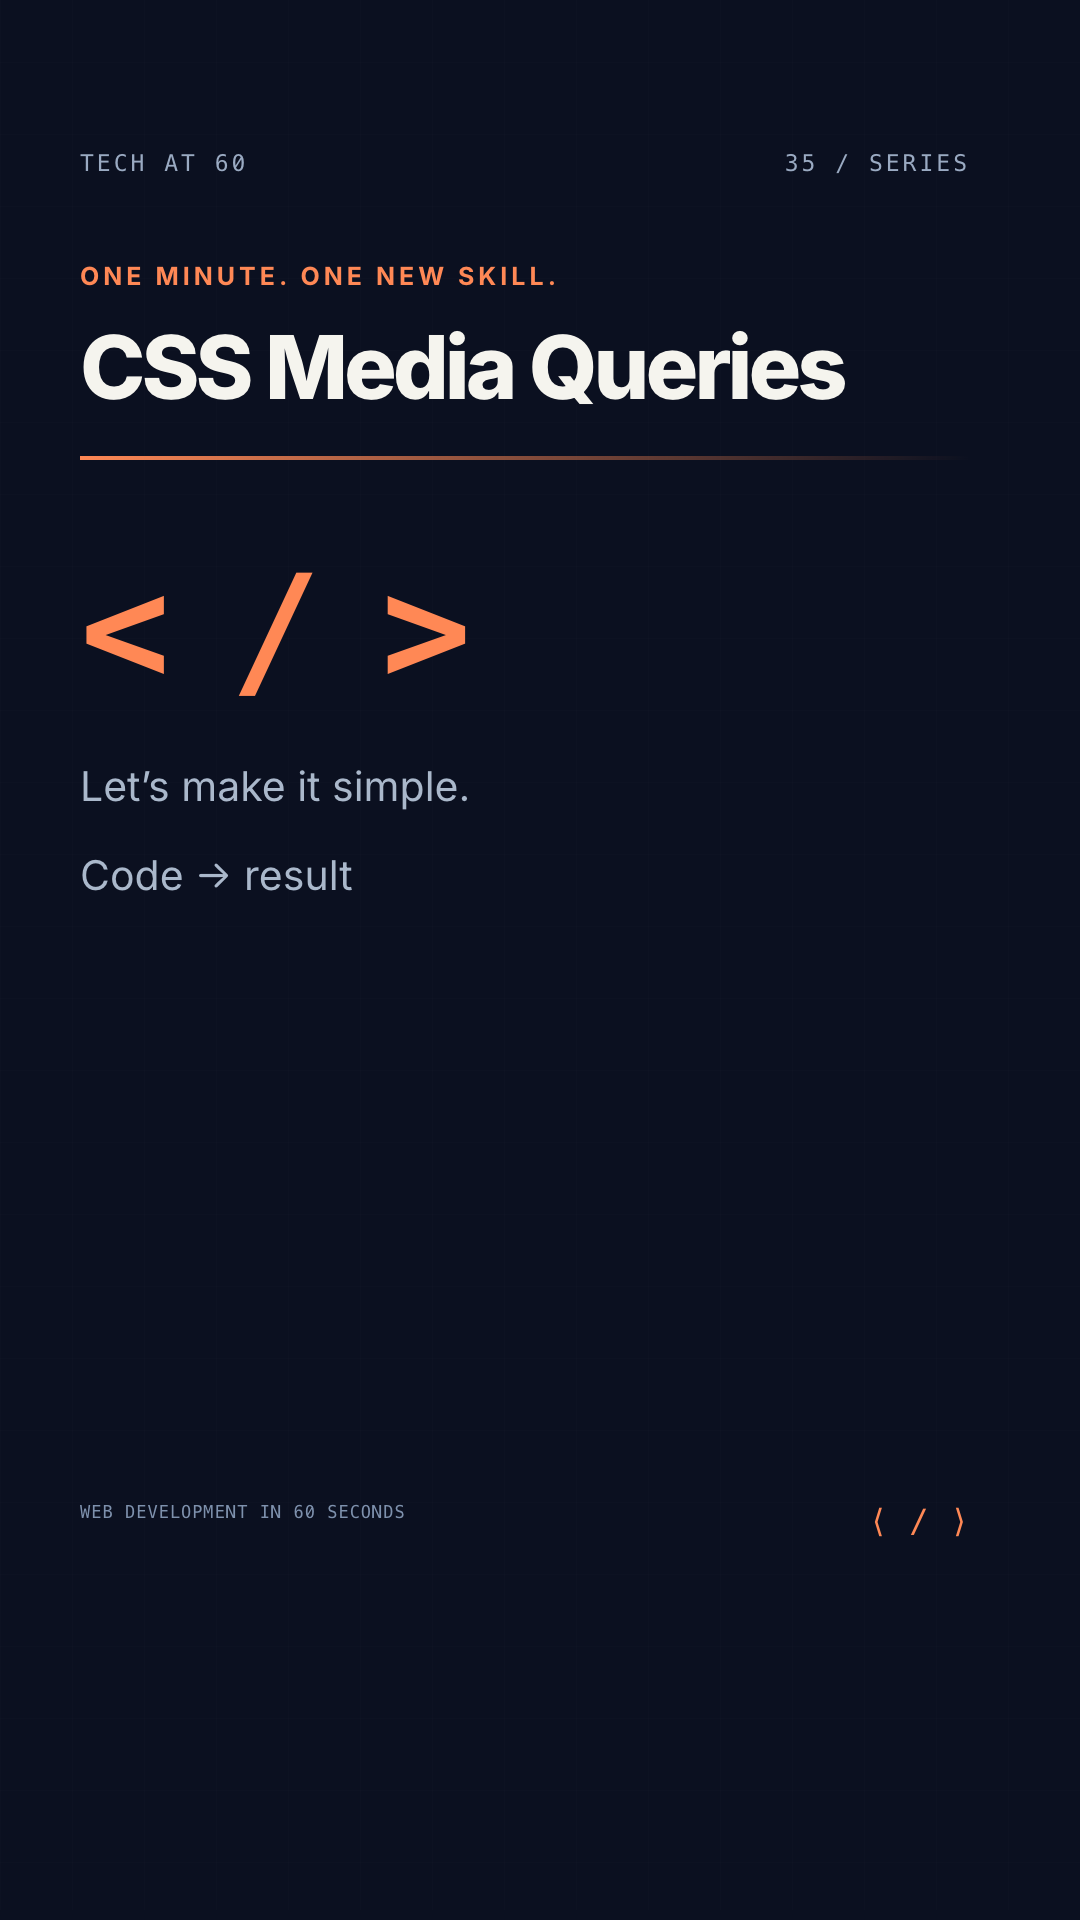 TECH AT 60
35 / SERIES
ONE MINUTE. ONE NEW SKILL.
CSS Media Queries
< / >
Let’s make it simple.
Code → result
WEB DEVELOPMENT IN 60 SECONDS
⟨ / ⟩